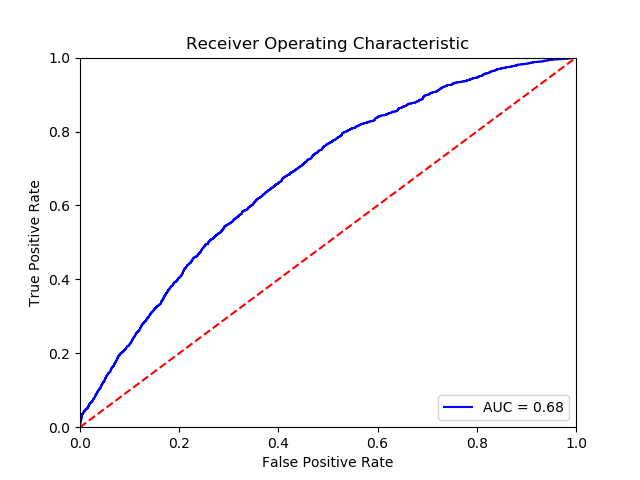 Receiver Operating Characteristic
1.0
0.8
0.6
0.4
0.2
0.0
True Positive Rate
AUC = 0.68
0.0 0.2 0.4 0.6 0.8 1.0
False Positive Rate